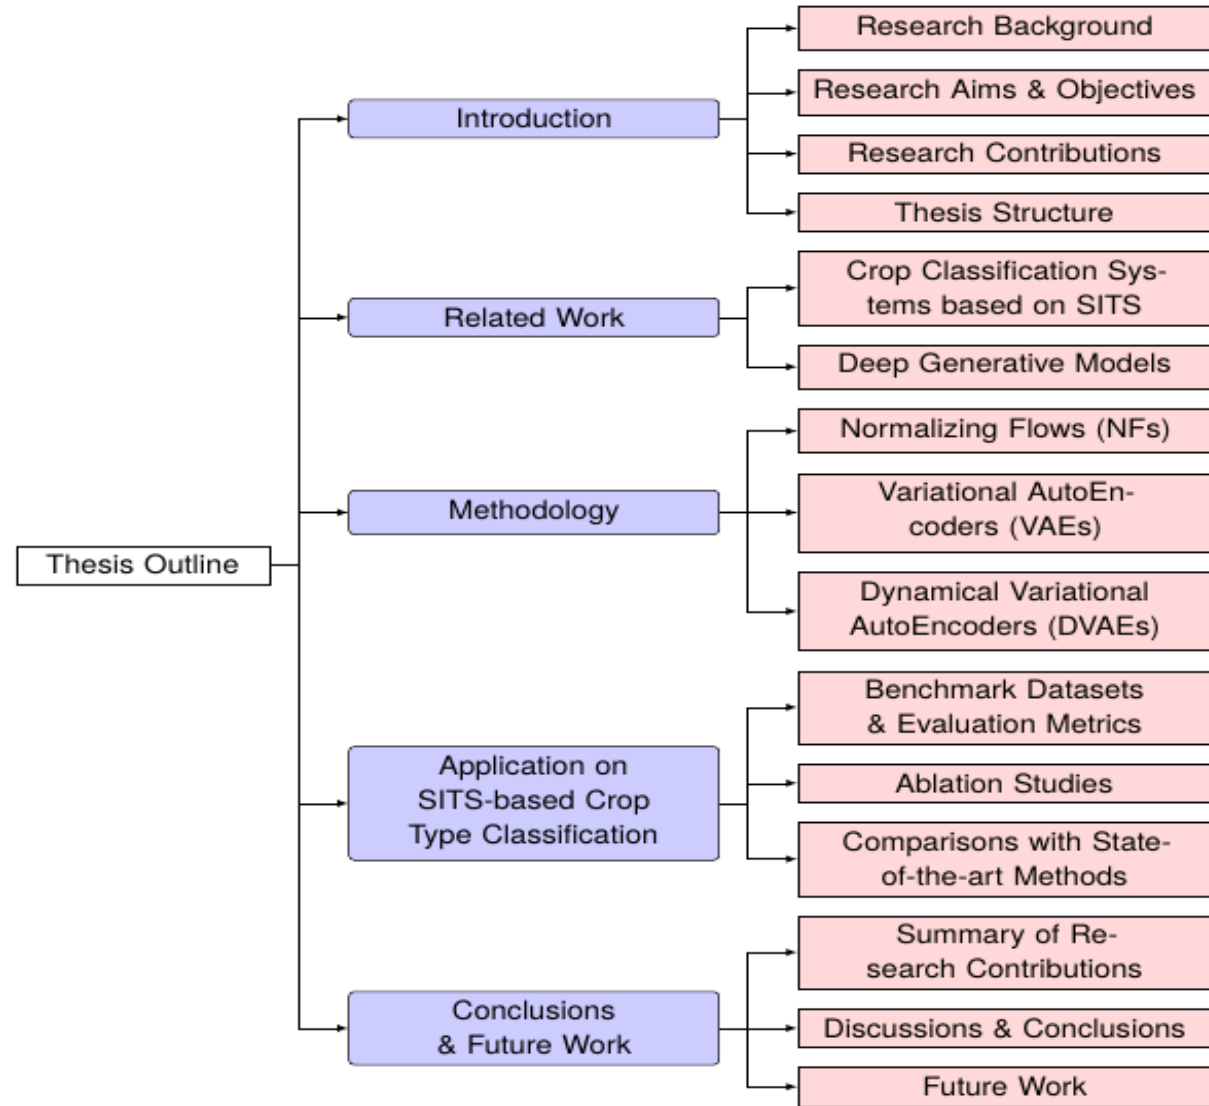 Thesis Outline
Introduction
Research Background
Research Aims & Objectives
Research Contributions
Thesis Structure
Related Work
Crop Classification Sys-
tems based on SITS
Deep Generative Models
Methodology
Normalizing Flows (NFs)
Variational AutoEn-
coders (VAEs)
Dynamical Variational
AutoEncoders (DVAEs)
Application on
SITS-based Crop
Type Classification
Benchmark Datasets
& Evaluation Metrics
Ablation Studies
Comparisons with State-
of-the-art Methods
Conclusions
& Future Work
Summary of Re-
search Contributions
Discussions & Conclusions
Future Work